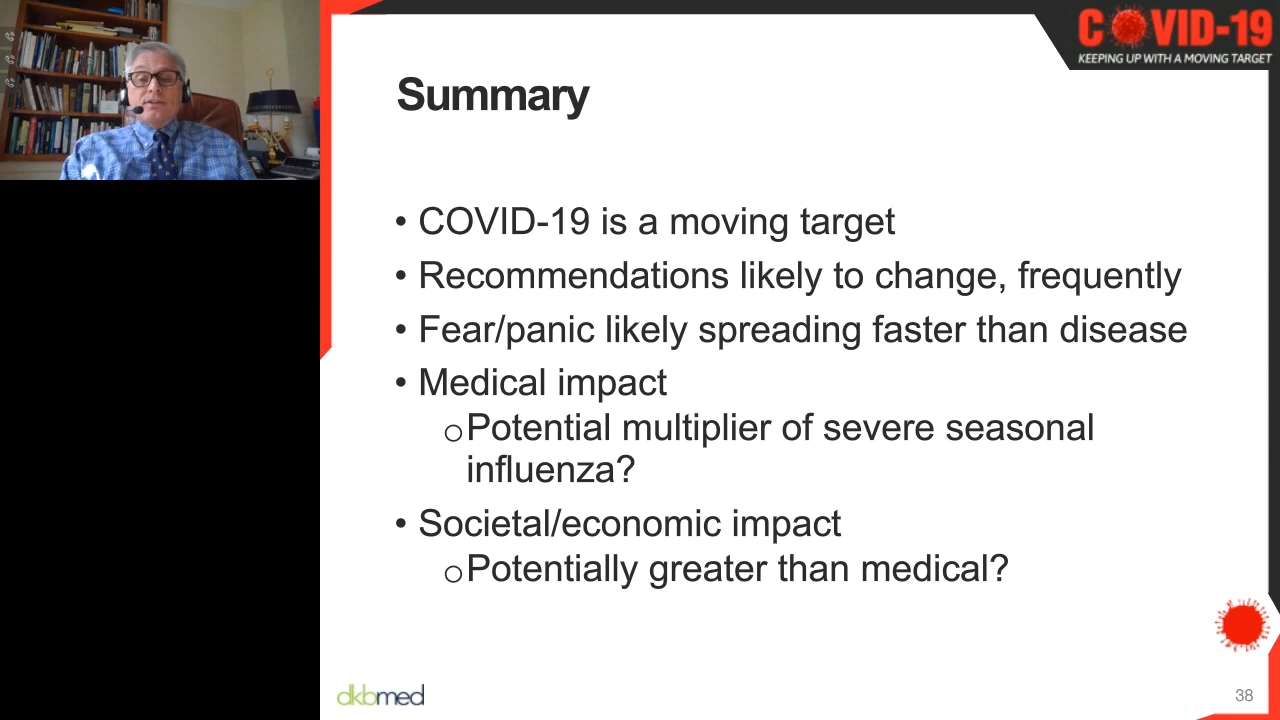 COVID-19
KEEPING UP WITH A MOVING TARGET
Summary
• COVID-19 is a moving target
• Recommendations likely to change, frequently
• Fear/panic likely spreading faster than disease
• Medical impact
o Potential multiplier of severe seasonal
influenza?
• Societal/economic impact
o Potentially greater than medical?
dkbmed
38